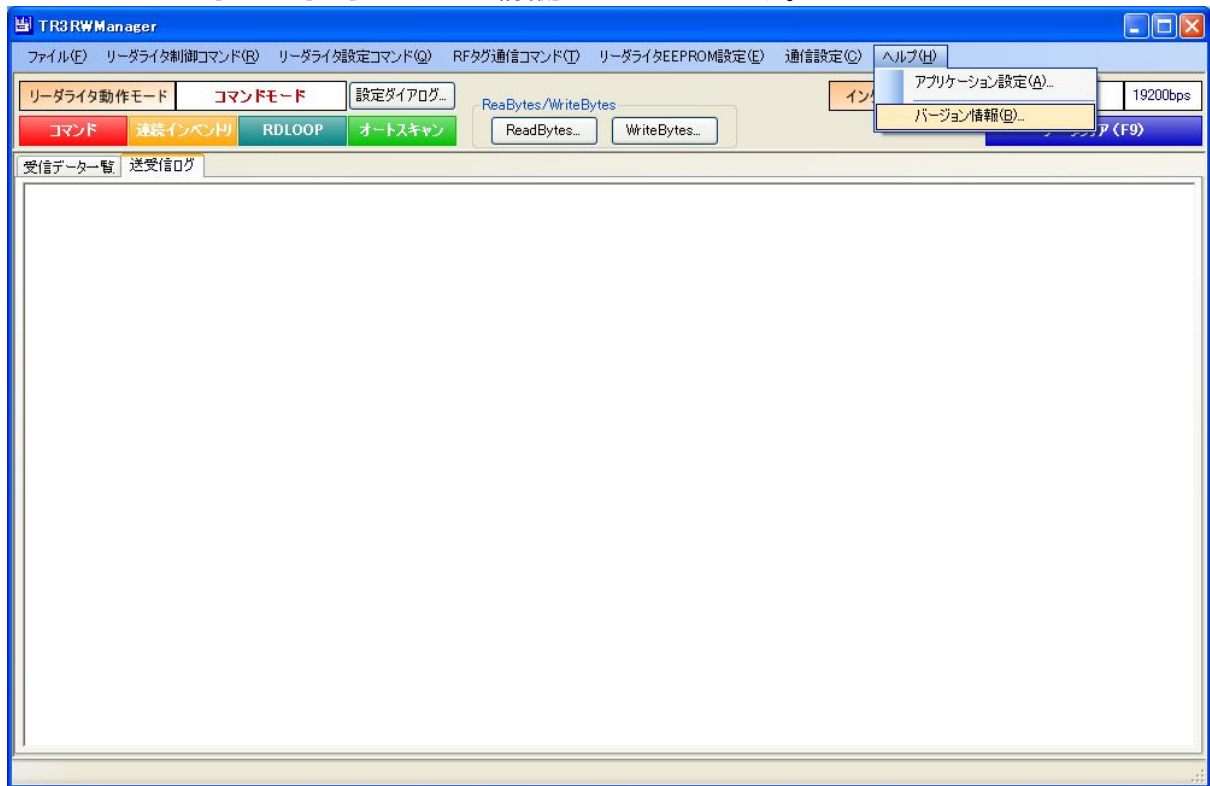 TR3RWManager
ファイル(F) リーダライタ制御コマンド(R) リーダライタ設定コマンド(Q) RFタグ通信コマンド(T) リーダライタEEPROM設定(E) 通信設定(C) ヘルプ(H)
アプリケーション設定(A)...
バージョン情報(B)...
リーダライタ動作モード コマンドモード 設定ダイアログ... ReaBytes/WriteBytes 19200bps
コマンド 連続インベントリ RDLOOP オートスキャン ReadBytes... WriteBytes... (F9)
受信データ一覧 送受信ログ